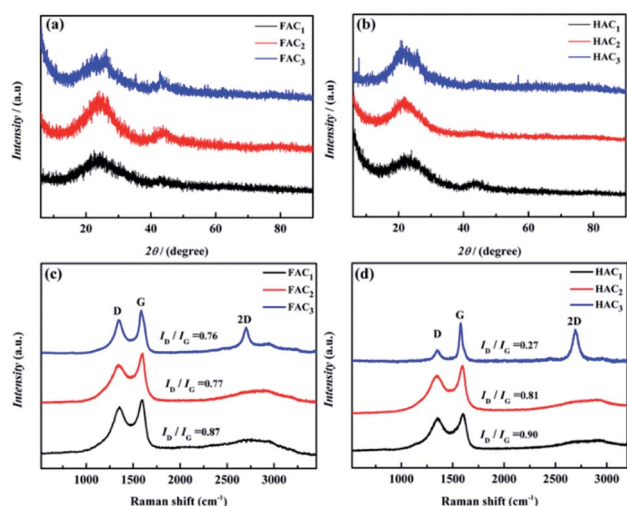 (a)
FAC1
FAC2
FAC3
Intensity / (a.u)
20 40 60 80
2θ / (degree)
(b)
HAC1
HAC2
HAC3
Intensity / (a.u)
20 40 60 80
2θ / (degree)
(c)
FAC1
FAC2
FAC3
D G 2D
ID / IG =0.76
ID / IG =0.77
ID / IG =0.87
Intensity / (a.u.)
1000 1500 2000 2500 3000
Raman shift (cm-1)
(d)
HAC1
HAC2
HAC3
D G 2D
ID / IG =0.27
ID / IG =0.81
ID / IG =0.90
Intensity / (a.u.)
1000 1500 2000 2500 3000
Raman shift (cm-1)